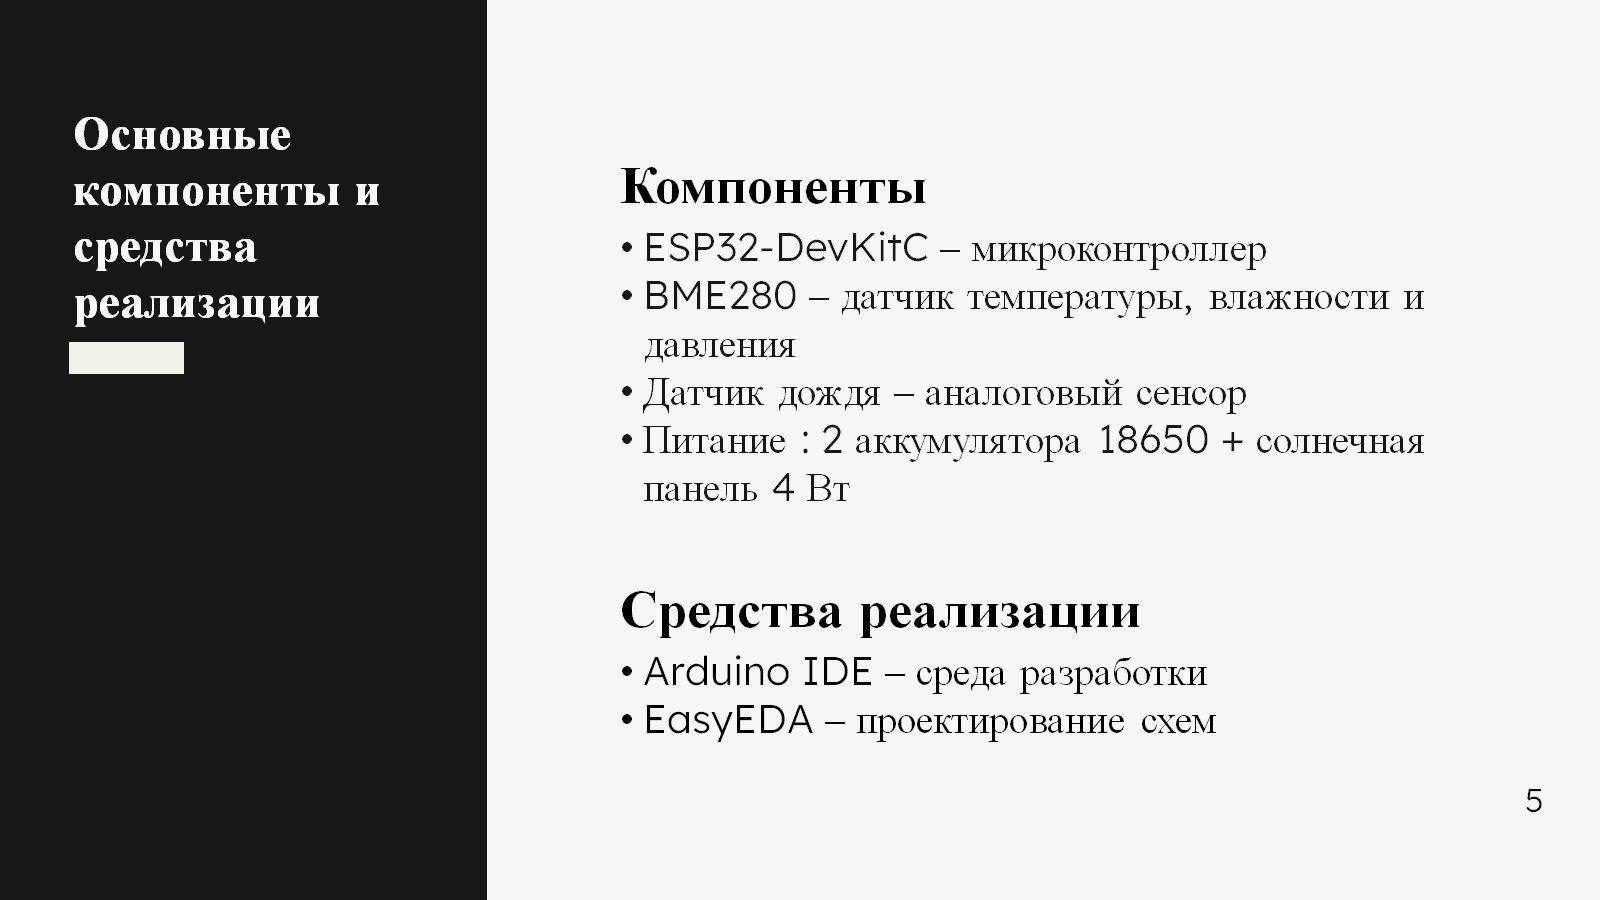 Основные
компоненты и
средства
реализации
Компоненты
• ESP32-DevKitC – микроконтроллер
• BME280 – датчик температуры, влажности и
давления
• Датчик дождя – аналоговый сенсор
• Питание : 2 аккумулятора 18650 + солнечная
панель 4 Вт
Средства реализации
• Arduino IDE – среда разработки
• EasyEDA – проектирование схем
5